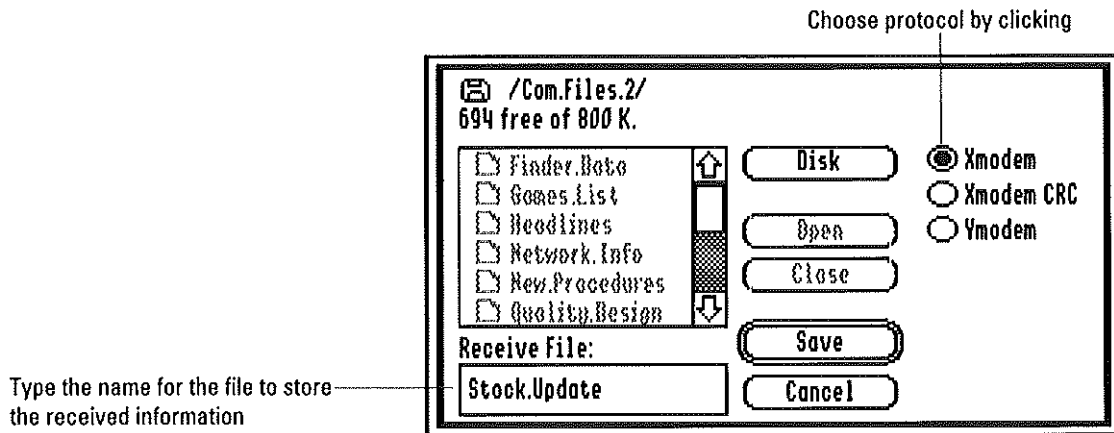 Choose protocol by clicking
/Com.Files.2/
694 free of 800 K.
Finder.Data
Games.List
Headlines
Network.Info
New.Procedures
Quality.Design
Disk
Open
Close
Save
Cancel
Xmodem
Xmodem CRC
Ymodem
Receive File:
Stock.Update
Type the name for the file to store
the received information